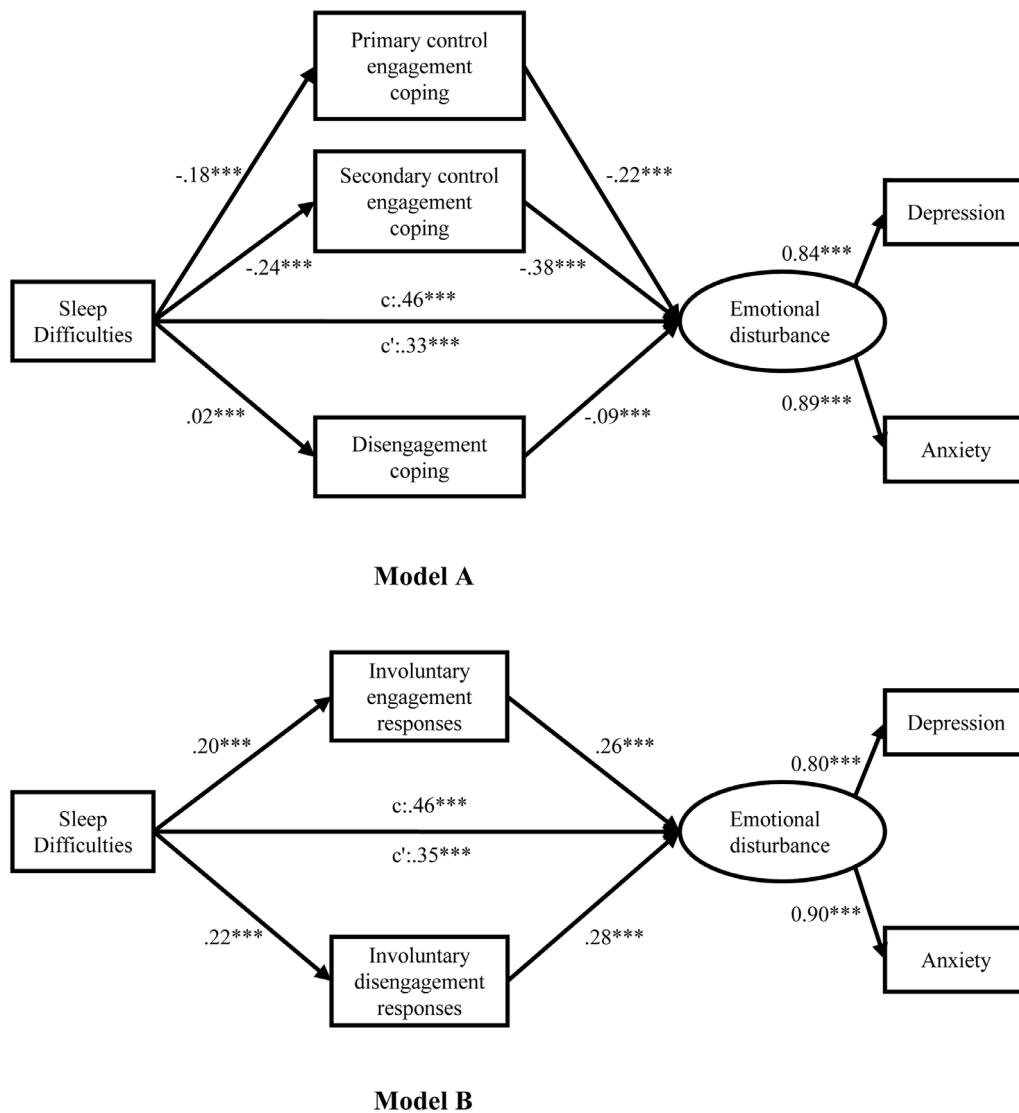 Primary control
engagement
coping
-.18***
-.22***
Secondary control
engagement
coping
-.24***
-.38***
Depression
0.84***
Sleep
Difficulties
c:.46***
c':.33***
Emotional
disturbance
0.89***
.02***
-.09***
Disengagement
coping
Anxiety
Model A
Involuntary
engagement
responses
.20***
.26***
Depression
0.80***
Sleep
Difficulties
c:.46***
c':.35***
Emotional
disturbance
0.90***
.22***
.28***
Involuntary
disengagement
responses
Anxiety
Model B